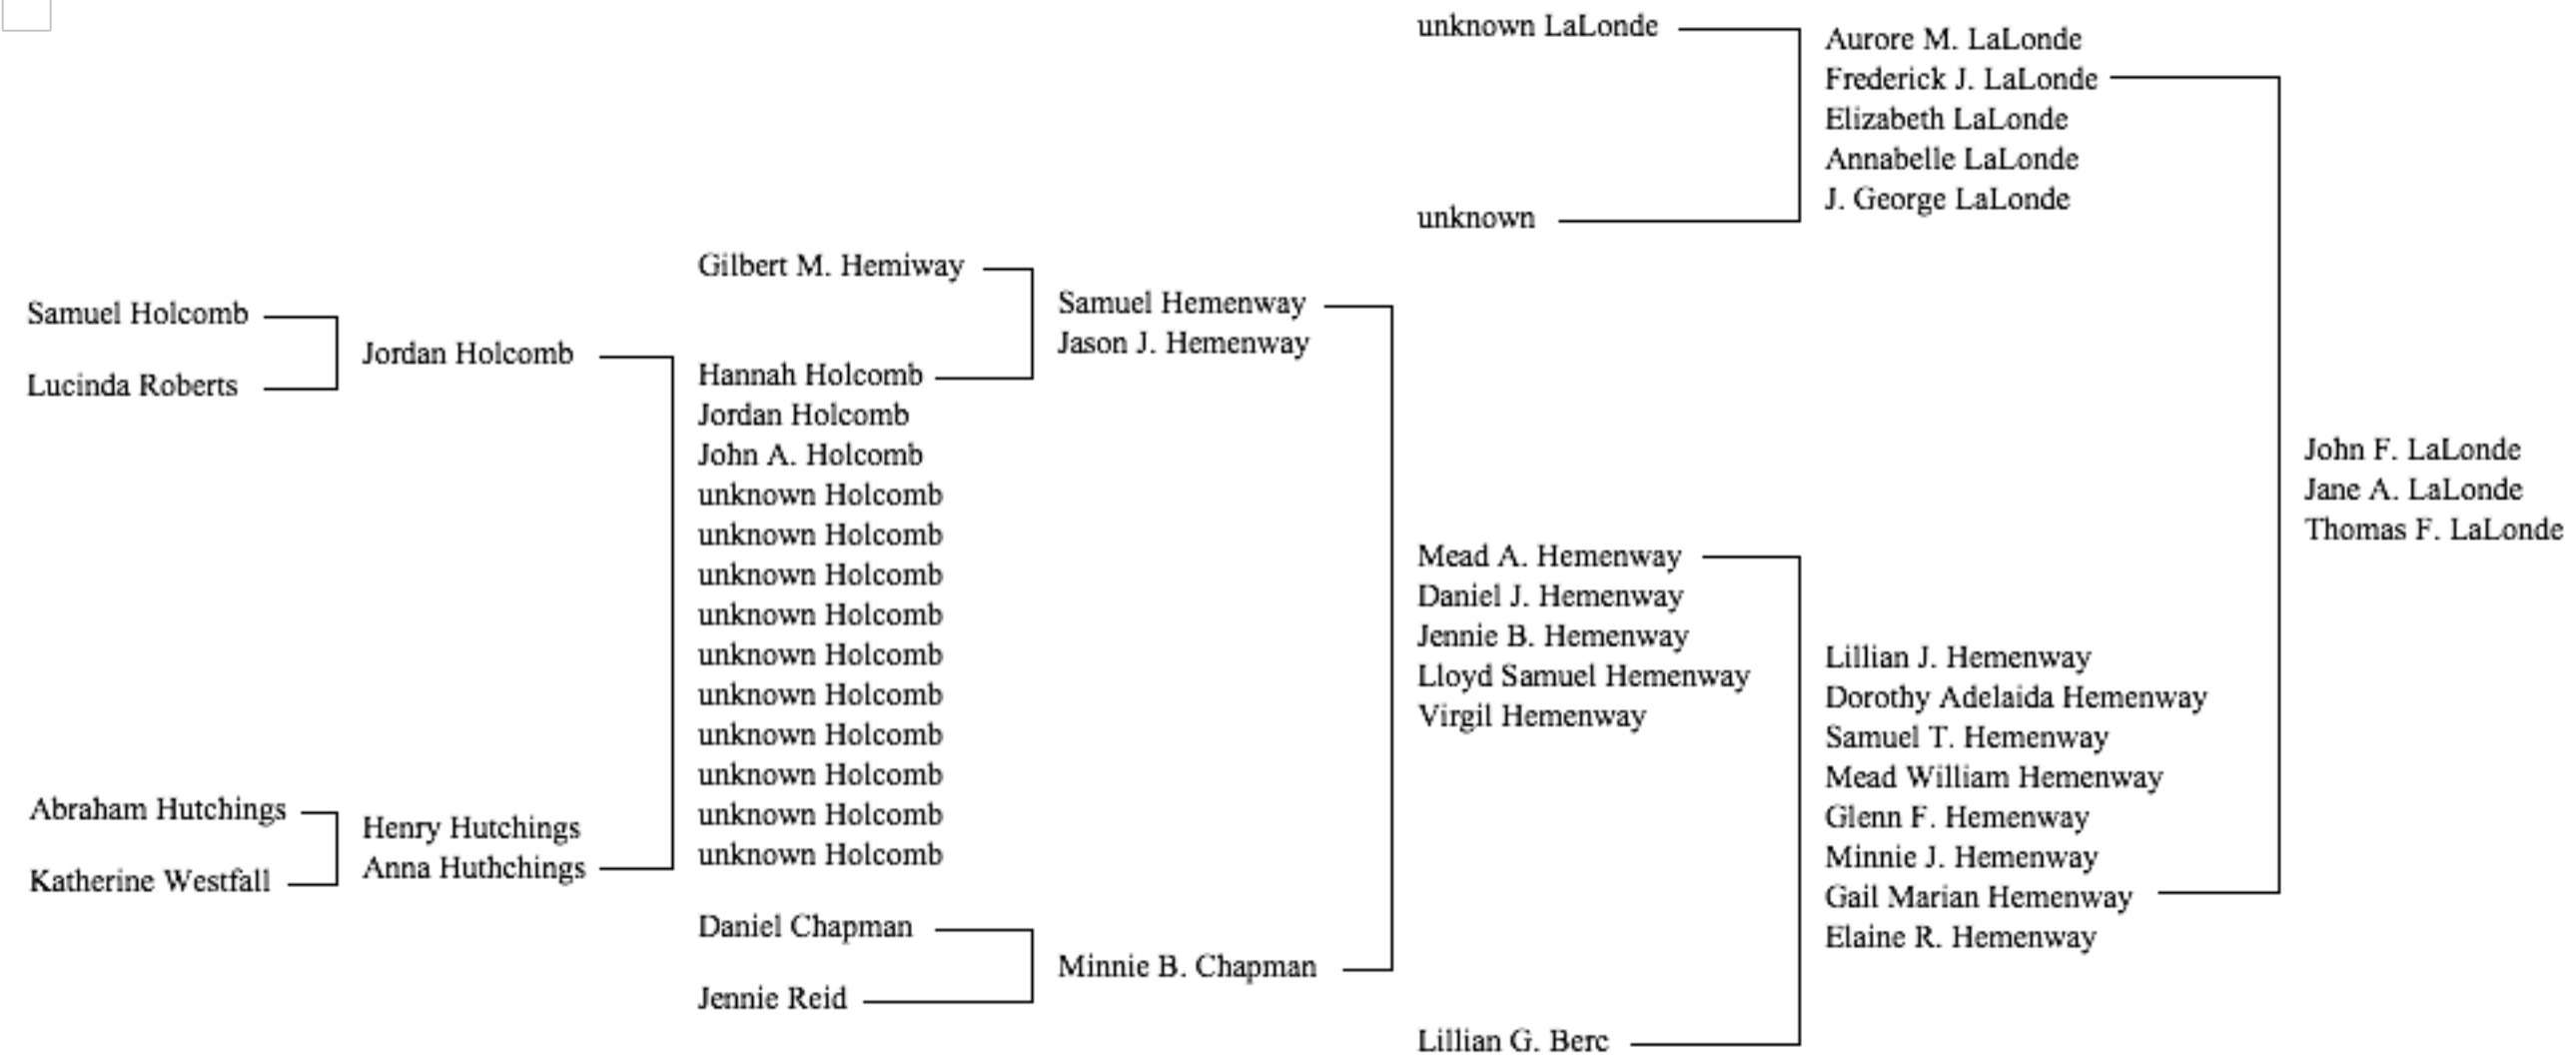 unknown LaLonde
unknown
Aurore M. LaLonde
Frederick J. LaLonde
Elizabeth LaLonde
Annabelle LaLonde
J. George LaLonde
Gilbert M. Hemiway
Samuel Holcomb
Lucinda Roberts
Jordan Holcomb
Hannah Holcomb
Jordan Holcomb
John A. Holcomb
unknown Holcomb
unknown Holcomb
unknown Holcomb
unknown Holcomb
unknown Holcomb
unknown Holcomb
unknown Holcomb
unknown Holcomb
unknown Holcomb
unknown Holcomb
Samuel Hemenway
Jason J. Hemenway
Abraham Hutchings
Katherine Westfall
Henry Hutchings
Anna Huthchings
Daniel Chapman
Jennie Reid
Minnie B. Chapman
Mead A. Hemenway
Daniel J. Hemenway
Jennie B. Hemenway
Lloyd Samuel Hemenway
Virgil Hemenway
Lillian G. Berc
Lillian J. Hemenway
Dorothy Adelaida Hemenway
Samuel T. Hemenway
Mead William Hemenway
Glenn F. Hemenway
Minnie J. Hemenway
Gail Marian Hemenway
Elaine R. Hemenway
John F. LaLonde
Jane A. LaLonde
Thomas F. LaLonde